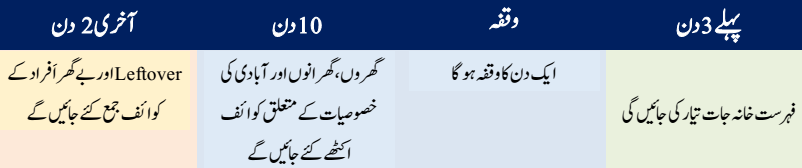 پہلے 3 دن
وقفہ
10 دن
آخری 2 دن
فہرست خانہ جات تیار کی جائیں گی
ایک دن کا وقفہ ہو گا
گھروں، گھرانوں اور آبادی کی
خصوصیات کے متعلق کوائف
اکٹھے کئے جائیں گے
Leftover اور بے گھر اَفراد کے
کوائف جمع کئے جائیں گے